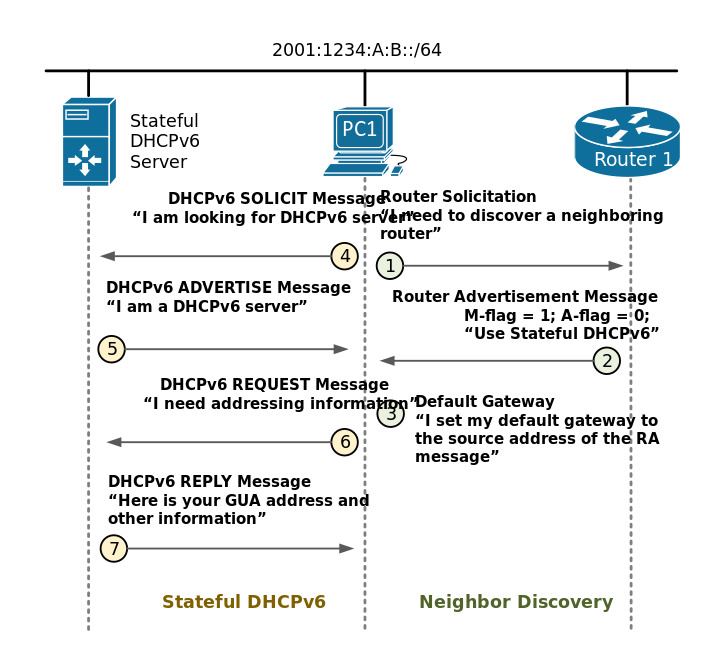 2001:1234:A:B::/64
Stateful
DHCPv6
Server
PC1
Router 1
DHCPv6 SOLICIT Message
“I am looking for DHCPv6 server”
4
Router Solicitation
“I need to discover a neighboring
router”
1
DHCPv6 ADVERTISE Message
“I am a DHCPv6 server”
5
Router Advertisement Message
M-flag = 1; A-flag = 0;
“Use Stateful DHCPv6”
2
DHCPv6 REQUEST Message
“I need addressing information”
6
3
Default Gateway
“I set my default gateway to
the source address of the RA
message”
DHCPv6 REPLY Message
“Here is your GUA address and
other information”
7
Stateful DHCPv6
Neighbor Discovery